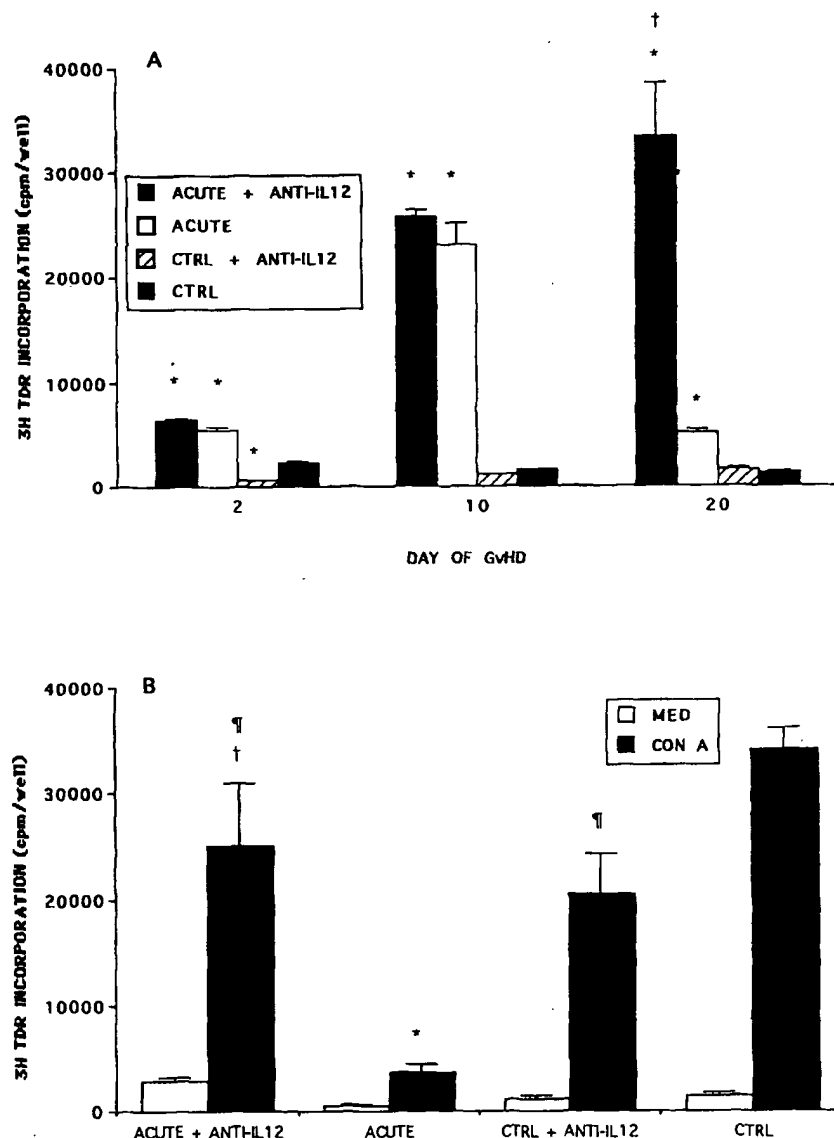 A
†
*
40000
30000
20000
10000
0
3H TDR INCORPORATION (cpm/well)
ACUTE + ANTI-IL12
ACUTE
CTRL + ANTI-IL12
CTRL
* *
* *
*
*
2 10 20
DAY OF GvHD
B
40000
30000
20000
10000
0
3H TDR INCORPORATION (cpm/well)
MED
CON A
¶
†
¶
*
ACUTE + ANTI-IL12 ACUTE CTRL + ANTI-IL12 CTRL